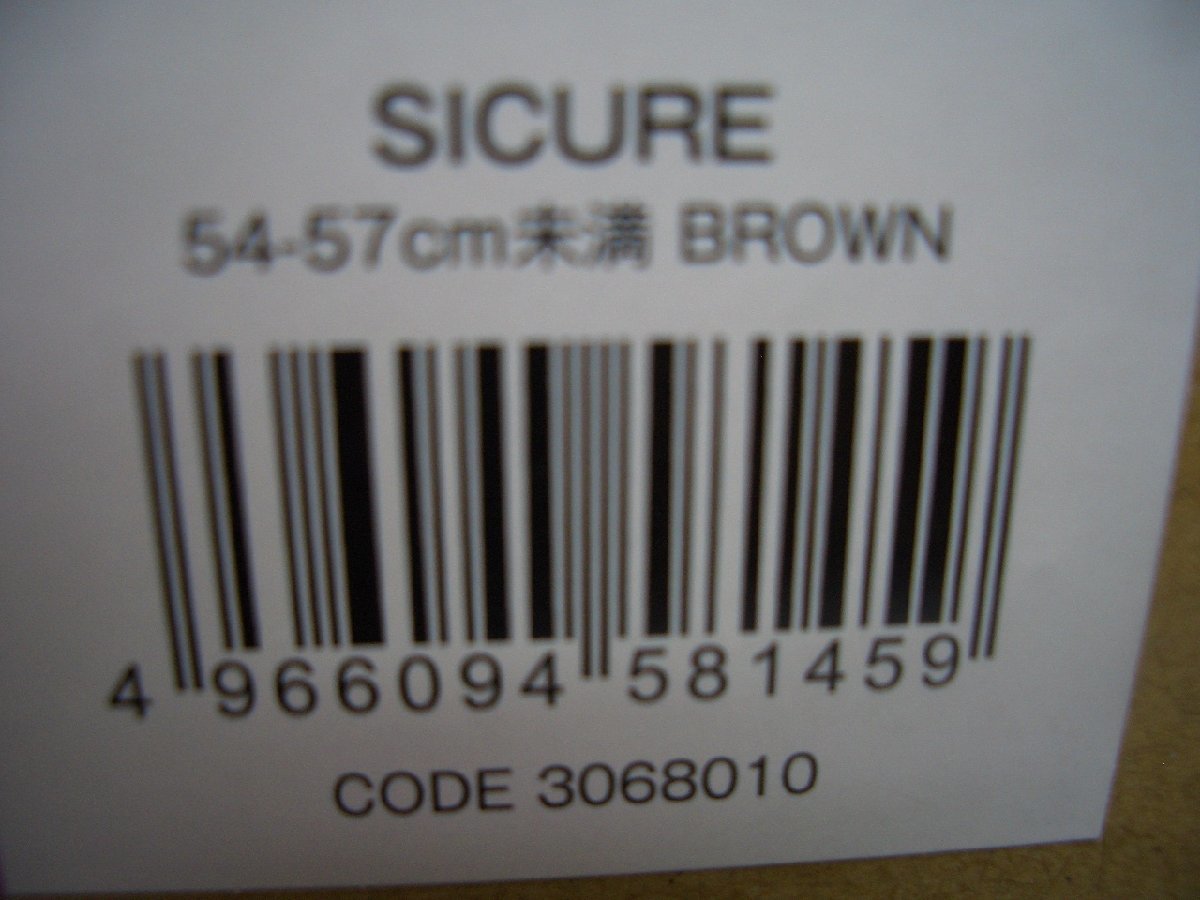 SICURE
54-57cm未満 BROWN
4 966094 581459
CODE 3068010